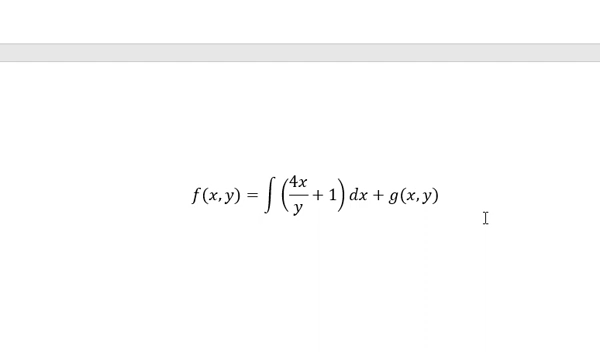 f(x,y) = ∫ (4x/y + 1) dx + g(x,y)